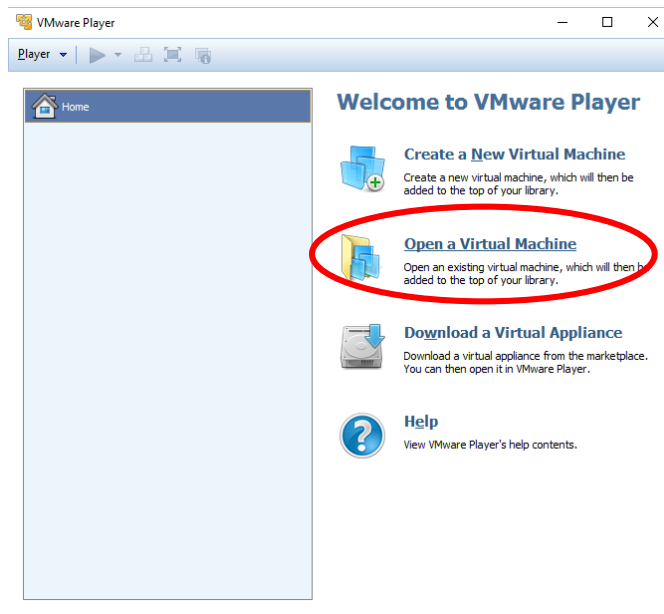 VMware Player
Player
Home
Welcome to VMware Player
Create a New Virtual Machine
Create a new virtual machine, which will then be
added to the top of your library.
Open a Virtual Machine
Open an existing virtual machine, which will then
added to the top of your library.
Download a Virtual Appliance
Download a virtual appliance from the marketplace.
You can then open it in VMware Player.
Help
View VMware Player's help contents.